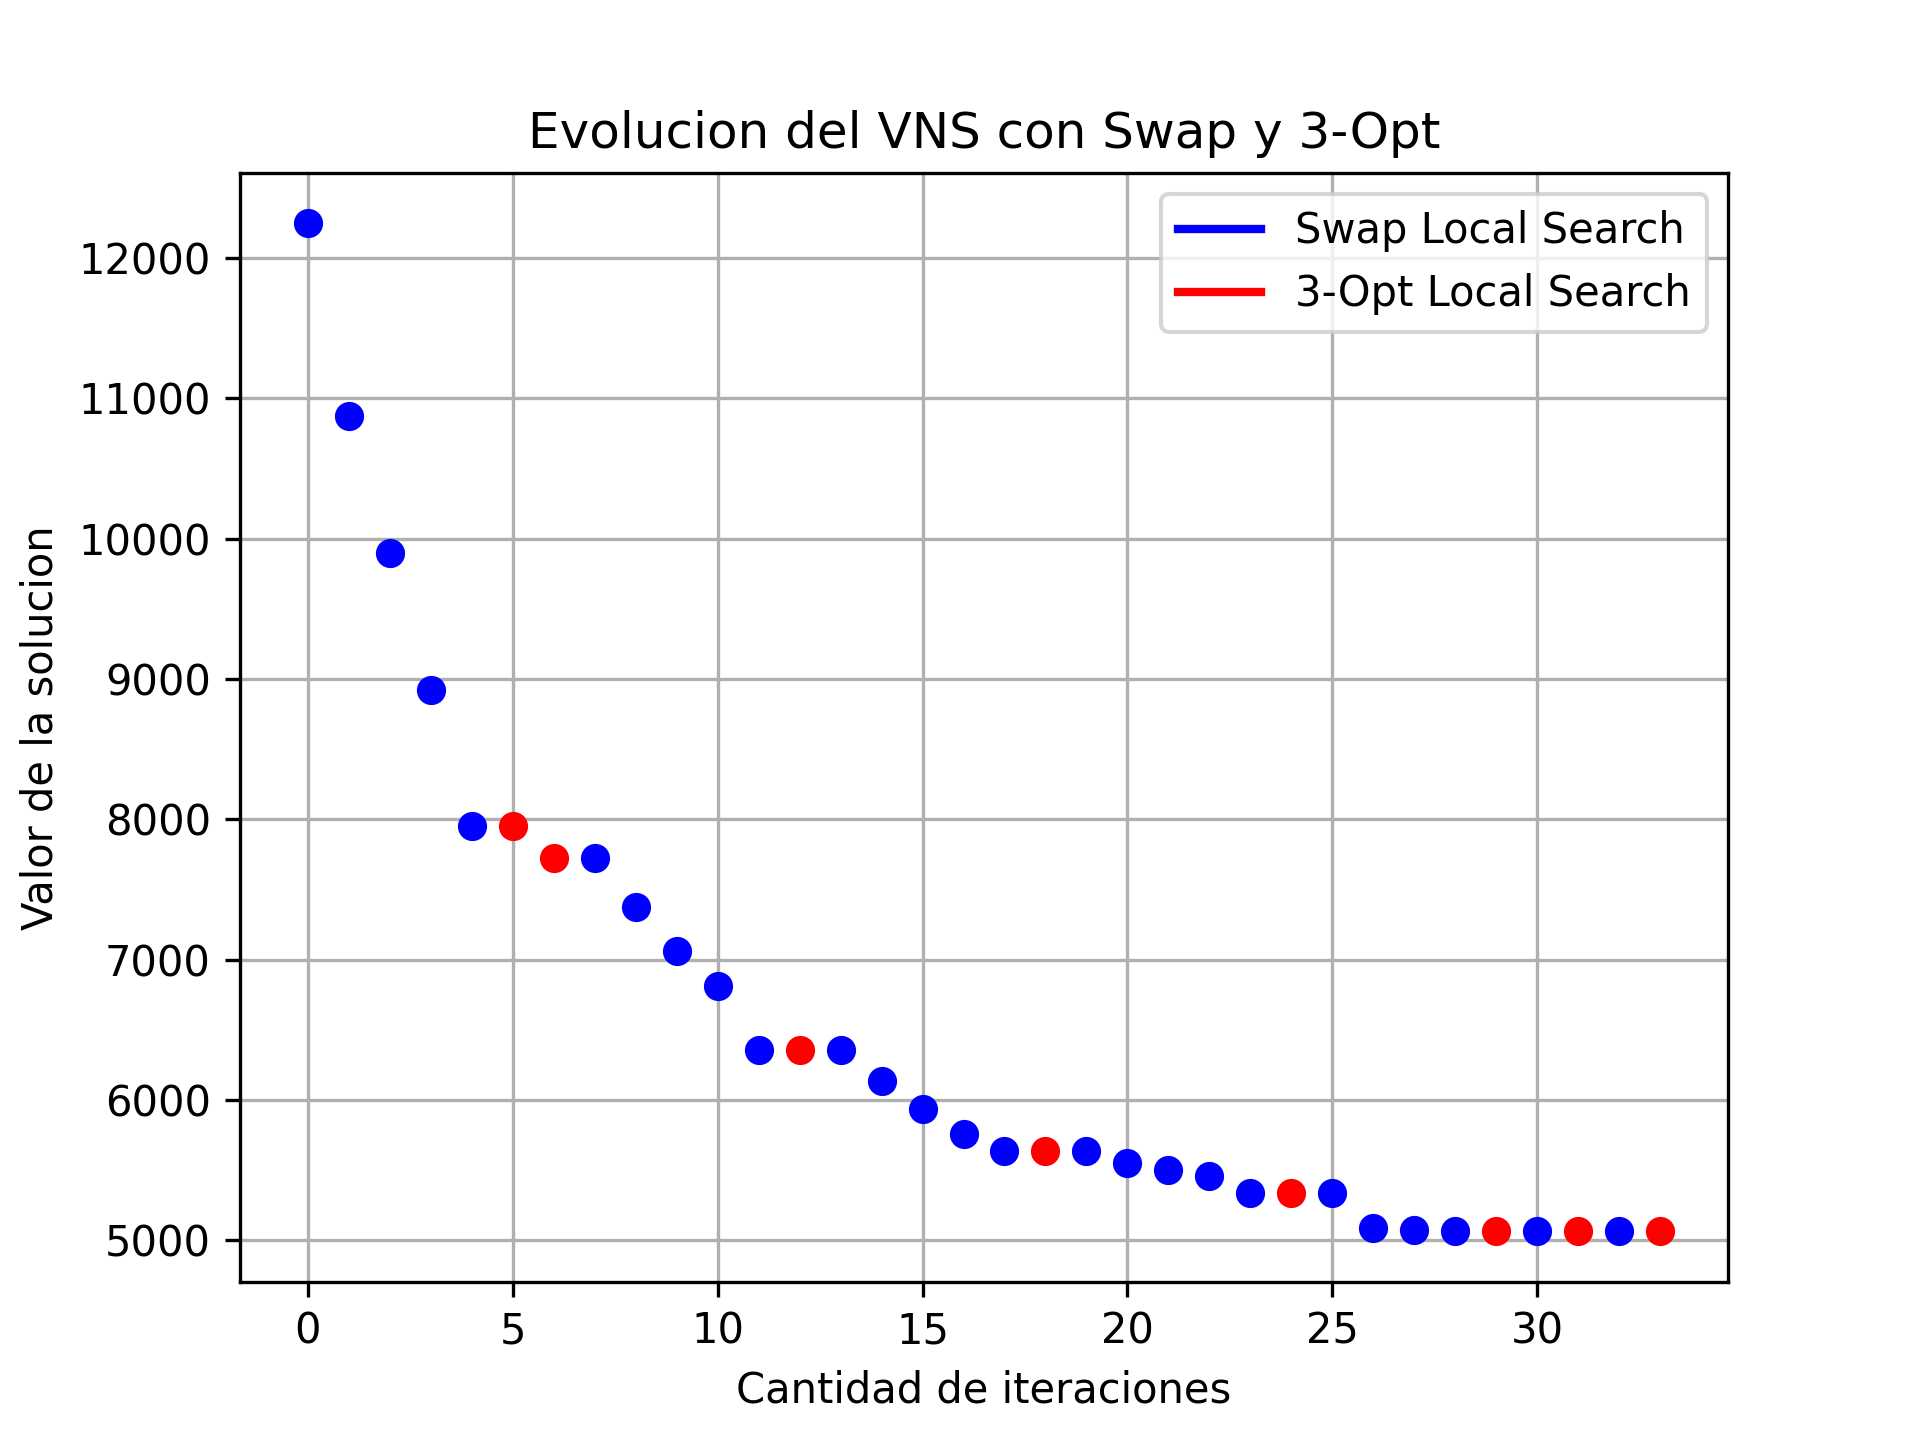 Evolucion del VNS con Swap y 3-Opt
Swap Local Search
3-Opt Local Search
Valor de la solucion
12000
11000
10000
9000
8000
7000
6000
5000
0 5 10 15 20 25 30
Cantidad de iteraciones